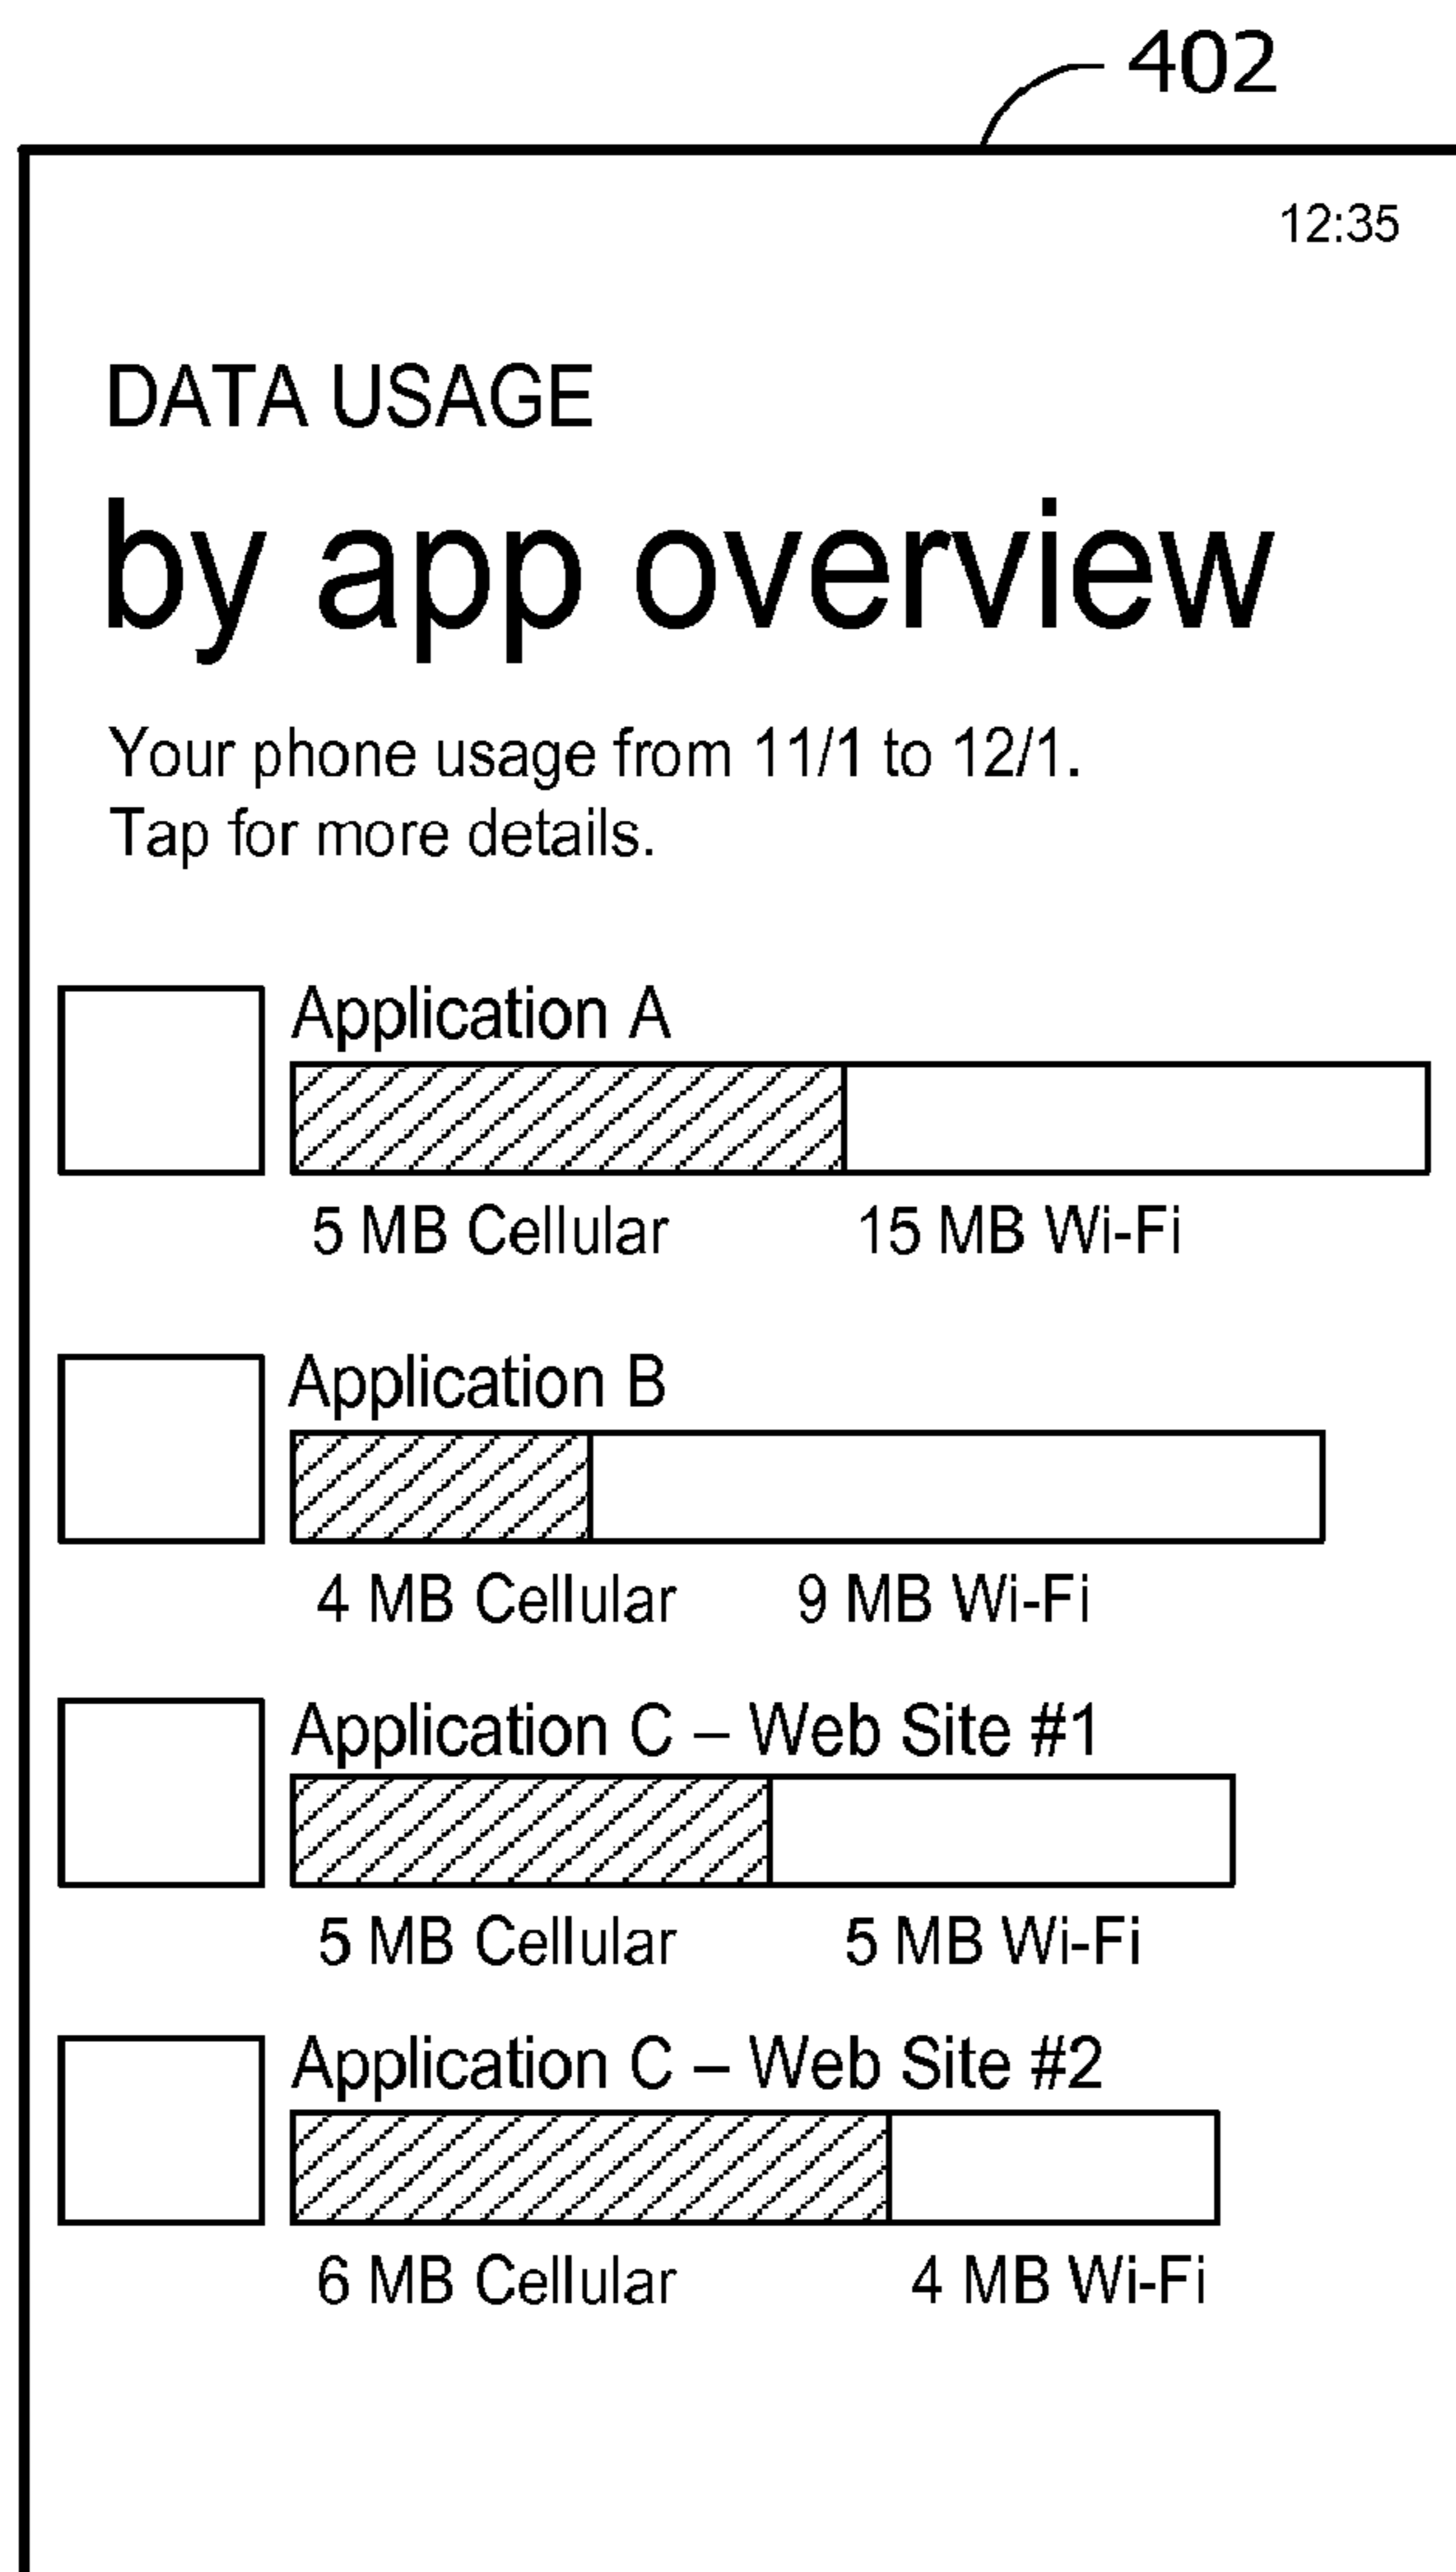 402
12:35
DATA USAGE
by app overview
Your phone usage from 11/1 to 12/1.
Tap for more details.
Application A
5 MB Cellular 15 MB Wi-Fi
Application B
4 MB Cellular 9 MB Wi-Fi
Application C – Web Site #1
5 MB Cellular 5 MB Wi-Fi
Application C – Web Site #2
6 MB Cellular 4 MB Wi-Fi